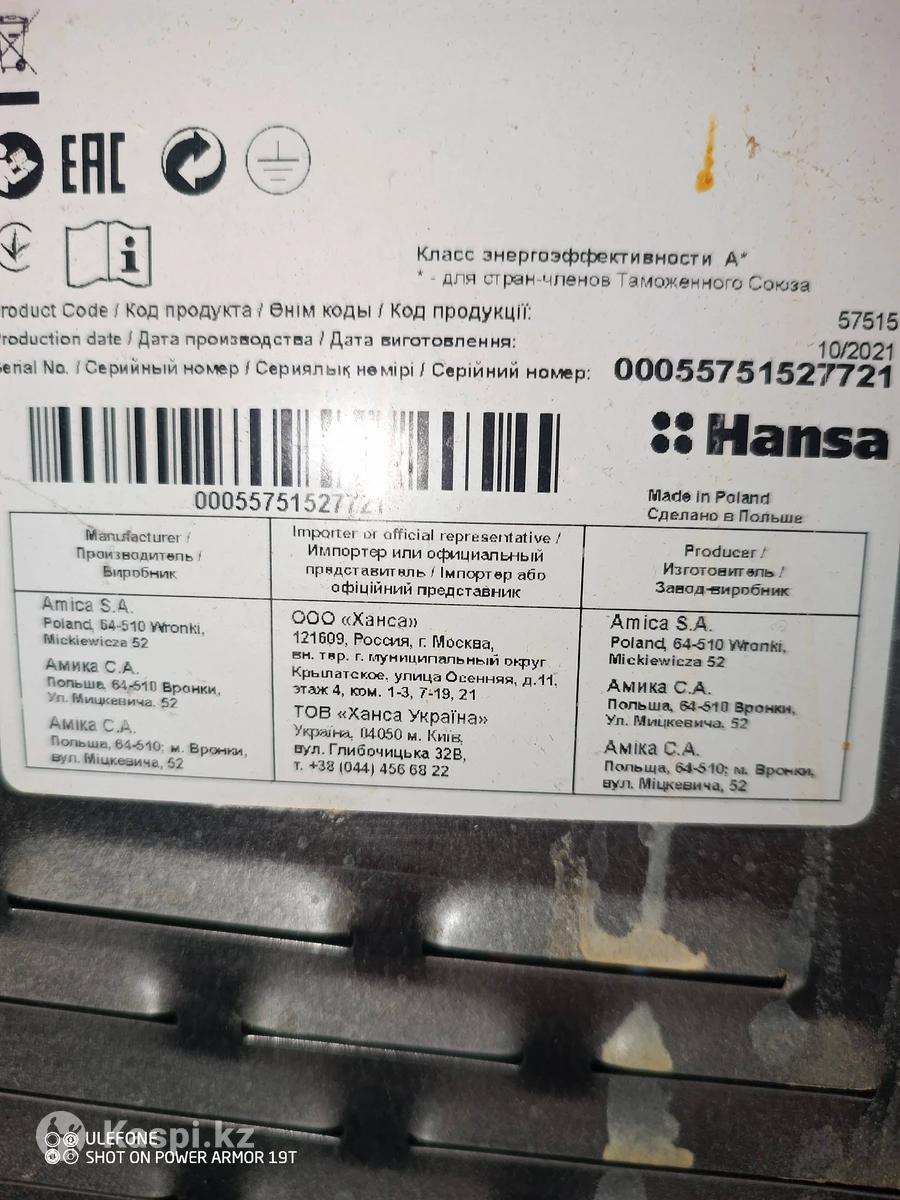 EAC
i
Класс энергоэффективности А*
* - для стран-членов Таможенного Союза
roduct Code / Код продукта / Өнім коды / Код продукції:
57515
roduction date / Дата производства / Дата виготовлення:
10/2021
erial No. / Серийный номер / Сериялық нөмірі / Серійний номер:
00055751527721
00055751527721
Hansa
Made in Poland
Сделано в Польше
Manufacturer /
Производитель /
Виробник
Importer or official representative /
Импортер или официальный
представитель / Імпортер або
офіційний представник
Producer /
Изготовитель /
Завод-виробник
Amica S.A.
Poland, 64-510 Wronki,
Mickiewicza 52
Амика С.А.
Польша, 64-510 Вронки,
Ул. Мицкевича. 52
Аміка С.А.
Польща, 64-510; м. Вронки,
вул. Міцкевича, 52
ООО «Ханса»
121609, Россия, г. Москва,
вн. твр. г. муниципальный округ
Крылатское, улица Осенняя, д.11,
этаж 4, ком. 1-3, 7-19, 21
ТОВ «Ханса Україна»
Україна, 04050 м. Київ,
вул. Глибочицька 32В,
т. +38 (044) 456 68 22
Amica S.A.
Poland, 64-510 Wronki,
Mickiewicza 52
Амика С.А.
Польша, 64-510 Вронки,
Ул. Мицкевича, 52
Аміка С.А.
Польща, 64-510; м. Вронки,
вул. Міцкевича, 52
Kaspi.kz
ULEFONE
SHOT ON POWER ARMOR 19T